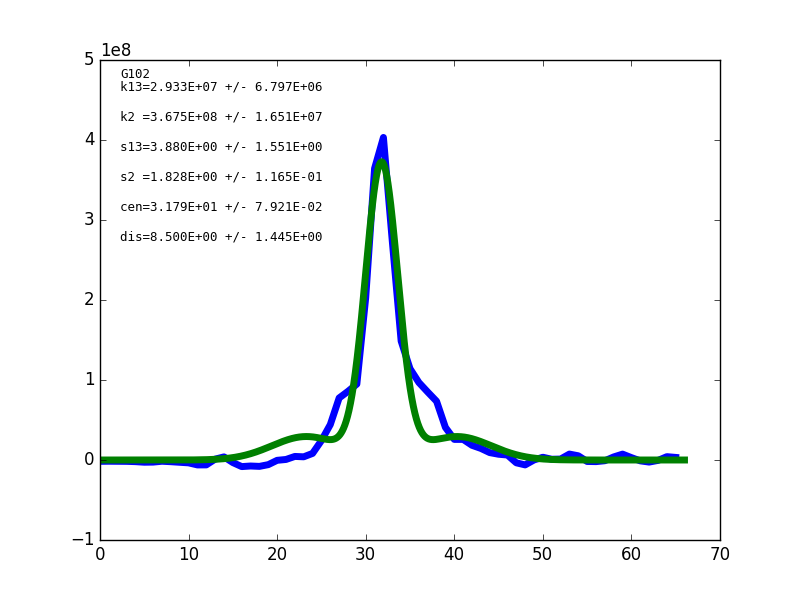 1e8
G102
k13=2.933E+07 +/- 6.797E+06
k2 =3.675E+08 +/- 1.651E+07
s13=3.880E+00 +/- 1.551E+00
s2 =1.828E+00 +/- 1.165E-01
cen=3.179E+01 +/- 7.921E-02
dis=8.500E+00 +/- 1.445E+00
5
4
3
2
1
0
−1
0 10 20 30 40 50 60 70